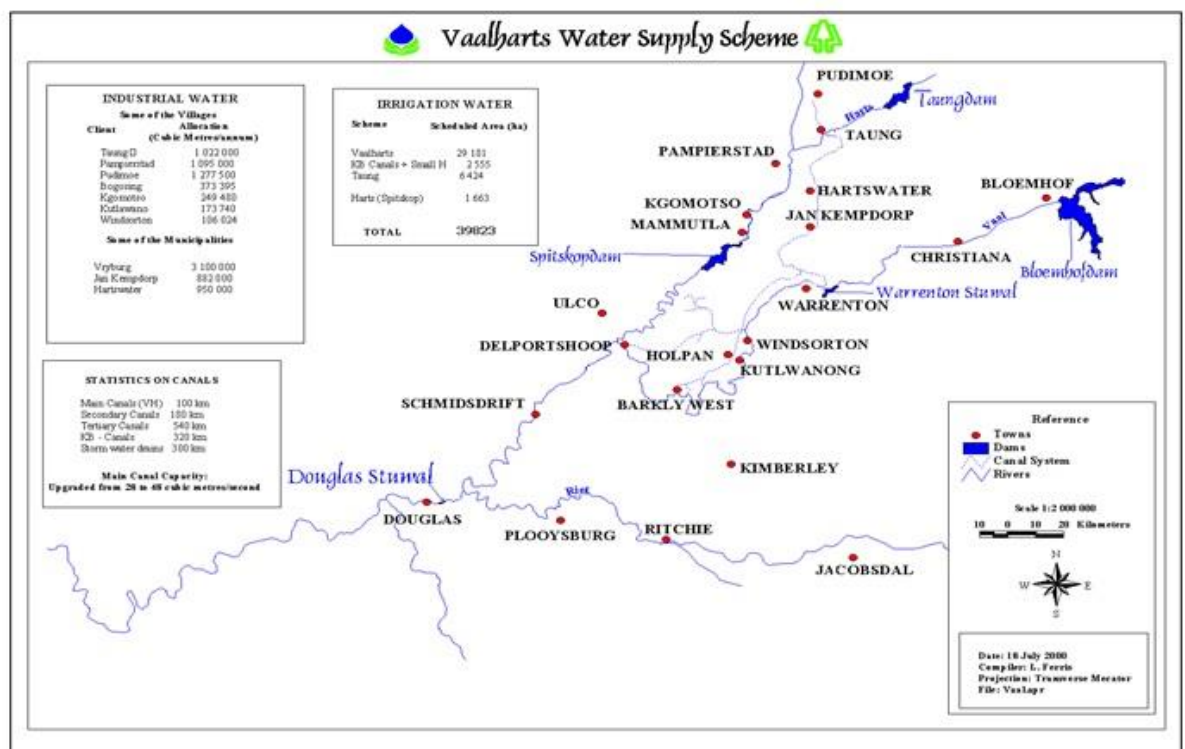 Vaalharts Water Supply Scheme
INDUSTRIAL WATER
Some of the Villages
Client Allocation
(Cubic Metres/annum)
Taung 1 022 000
Pampierstad 1 095 000
Pudimoe 1 277 500
Bogosing 373 395
Kgomotso 249 480
Kutlawano 173 740
Windsorton 186 024
Some of the Municipalities
Vryburg 3 100 000
Jan Kempdorp 882 000
Hartswater 950 000
IRRIGATION WATER
Scheme Scheduled Area (ha)
Vaalharts 29 181
KB Canals + Small H 2 555
Taung 6 424
Harts (Spitskop) 1 663
TOTAL 39823
STATISTICS ON CANALS
Main Canals (VH) 100 km
Secondary Canals 180 km
Tertiary Canals 540 km
KB - Canals 320 km
Storm water drains 300 km
Main Canal Capacity:
Upgraded from 28 to 48 cubic metres/second
PUDIMOE
Taungdam
Harts
TAUNG
PAMPIERSTAD
HARTSWATER
BLOEMHOF
KGOMOTSO
JAN KEMPDORP
MAMMUTLA
Vaal
CHRISTIANA
Spitskopdam
Bloemhofdam
Warrenton Stuwal
WARRENTON
ULCO
DELPORTSHOOP
WINDSORTON
HOLPAN
KUTLWANONG
BARKLY WEST
SCHMIDSDRIFT
KIMBERLEY
Douglas Stuwal
Riet
DOUGLAS
PLOOYSBURG
RITCHIE
JACOBSDAL
Reference
Towns
Dams
Canal System
Rivers
Scale 1:2 000 000
10 0 10 20 Kilometers
N
W E
S
Date: 18 July 2000
Compiler: L. Ferris
Projection: Transverse Mercator
File: Vaal.apr